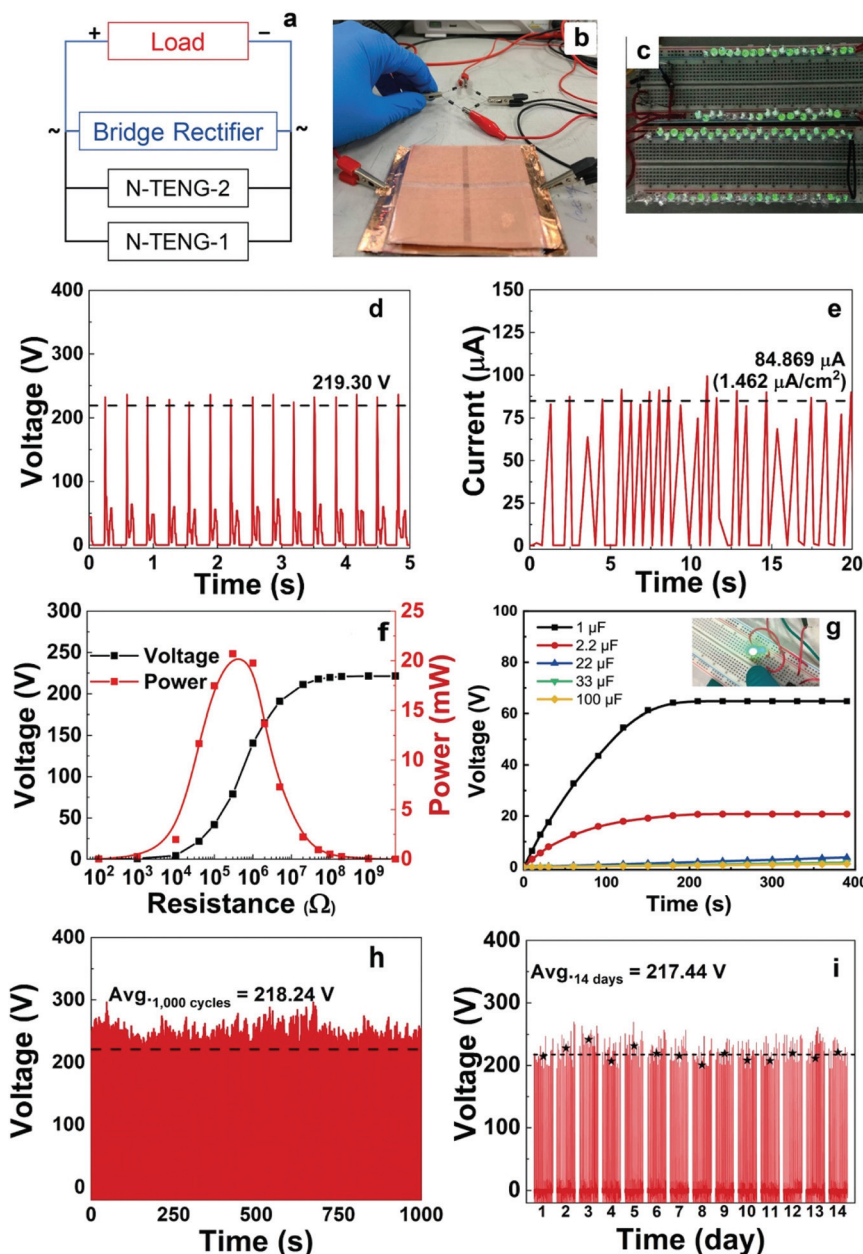 a
+ Load −
~ Bridge Rectifier ~
N-TENG-2
N-TENG-1
b
c
d
Voltage (V)
400
300
200
100
0
219.30 V
0 1 2 3 4 5
Time (s)
e
Current (µA)
150
125
100
75
50
25
0
84.869 µA
(1.462 µA/cm²)
0 5 10 15 20
Time (s)
f
Voltage (V)
300
250
200
150
100
50
0
Voltage
Power
Power (mW)
25
20
15
10
5
0
10² 10³ 10⁴ 10⁵ 10⁶ 10⁷ 10⁸ 10⁹
Resistance (Ω)
g
Voltage (V)
100
80
60
40
20
0
1 µF
2.2 µF
22 µF
33 µF
100 µF
0 100 200 300 400
Time (s)
h
Voltage (V)
400
300
200
100
0
Avg.1,000 cycles = 218.24 V
0 250 500 750 1000
Time (s)
i
Voltage (V)
400
300
200
100
0
Avg.14 days = 217.44 V
1 2 3 4 5 6 7 8 9 10 11 12 13 14
Time (day)